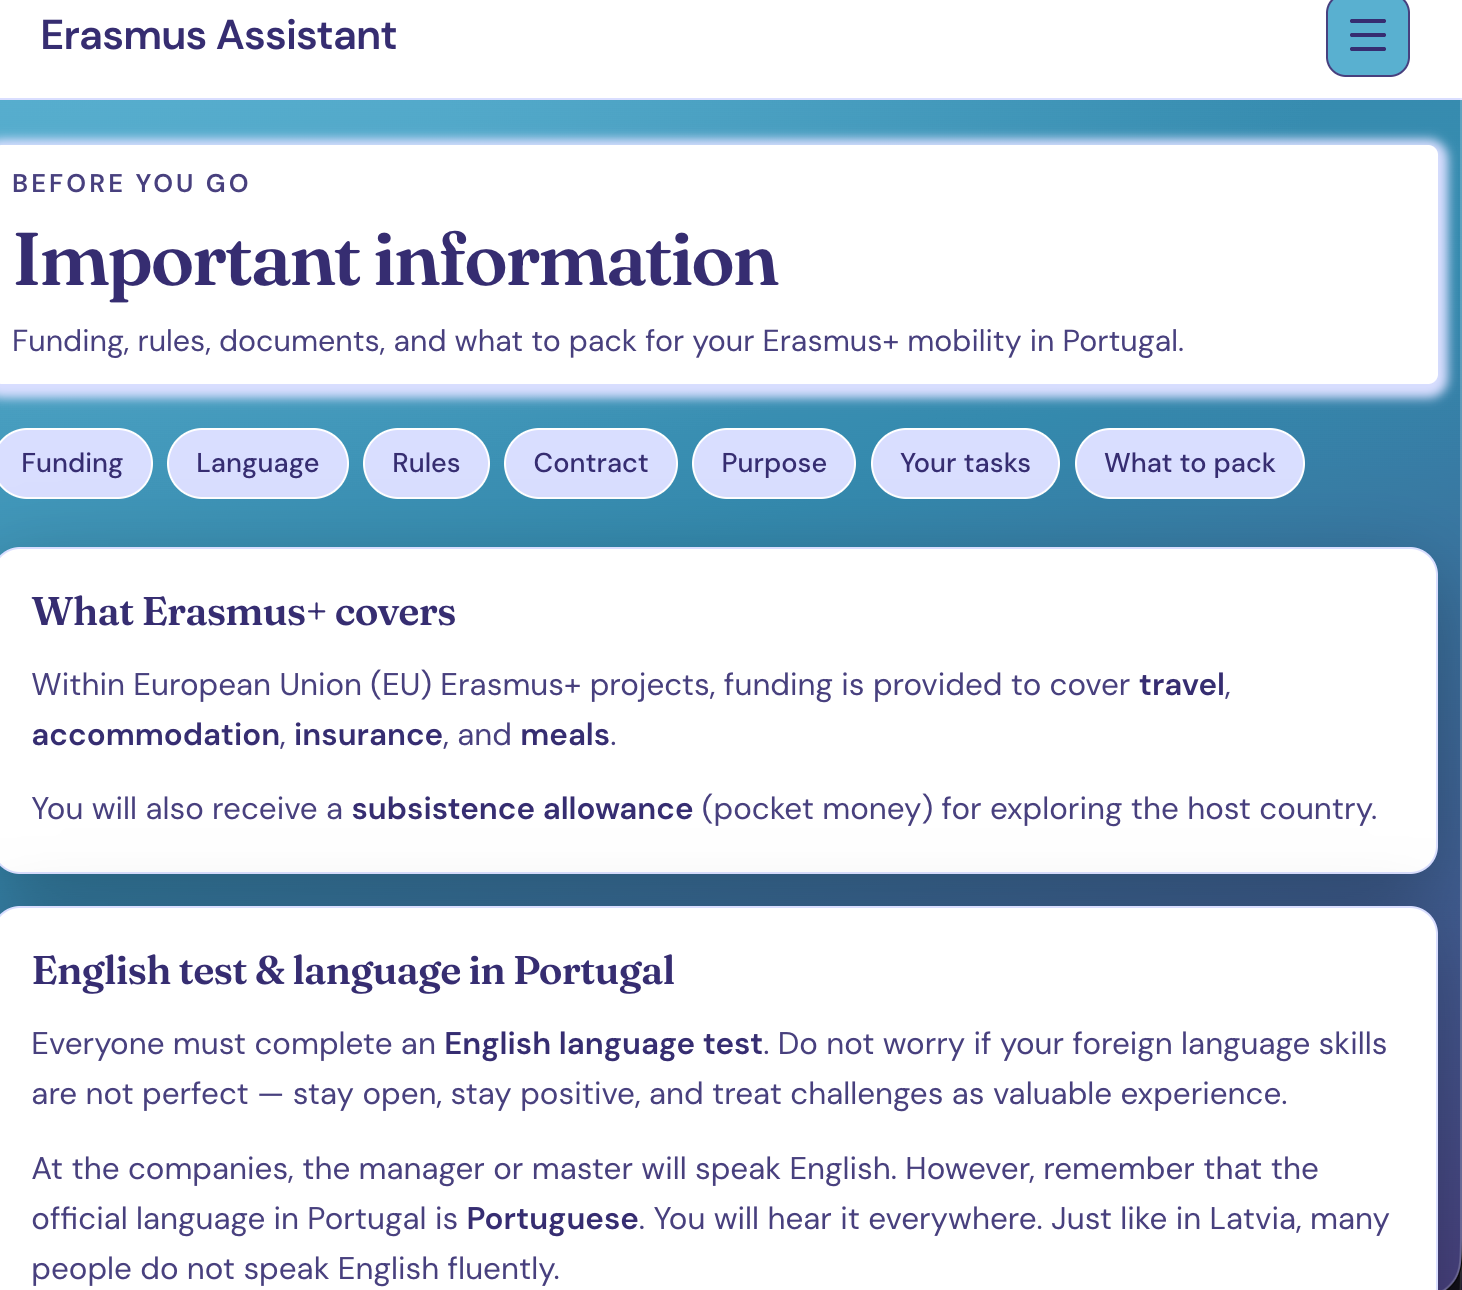 Erasmus Assistant
BEFORE YOU GO
Important information
Funding, rules, documents, and what to pack for your Erasmus+ mobility in Portugal.
Funding Language Rules Contract Purpose Your tasks What to pack
What Erasmus+ covers
Within European Union (EU) Erasmus+ projects, funding is provided to cover travel,
accommodation, insurance, and meals.
You will also receive a subsistence allowance (pocket money) for exploring the host country.
English test & language in Portugal
Everyone must complete an English language test. Do not worry if your foreign language skills
are not perfect — stay open, stay positive, and treat challenges as valuable experience.
At the companies, the manager or master will speak English. However, remember that the
official language in Portugal is Portuguese. You will hear it everywhere. Just like in Latvia, many
people do not speak English fluently.